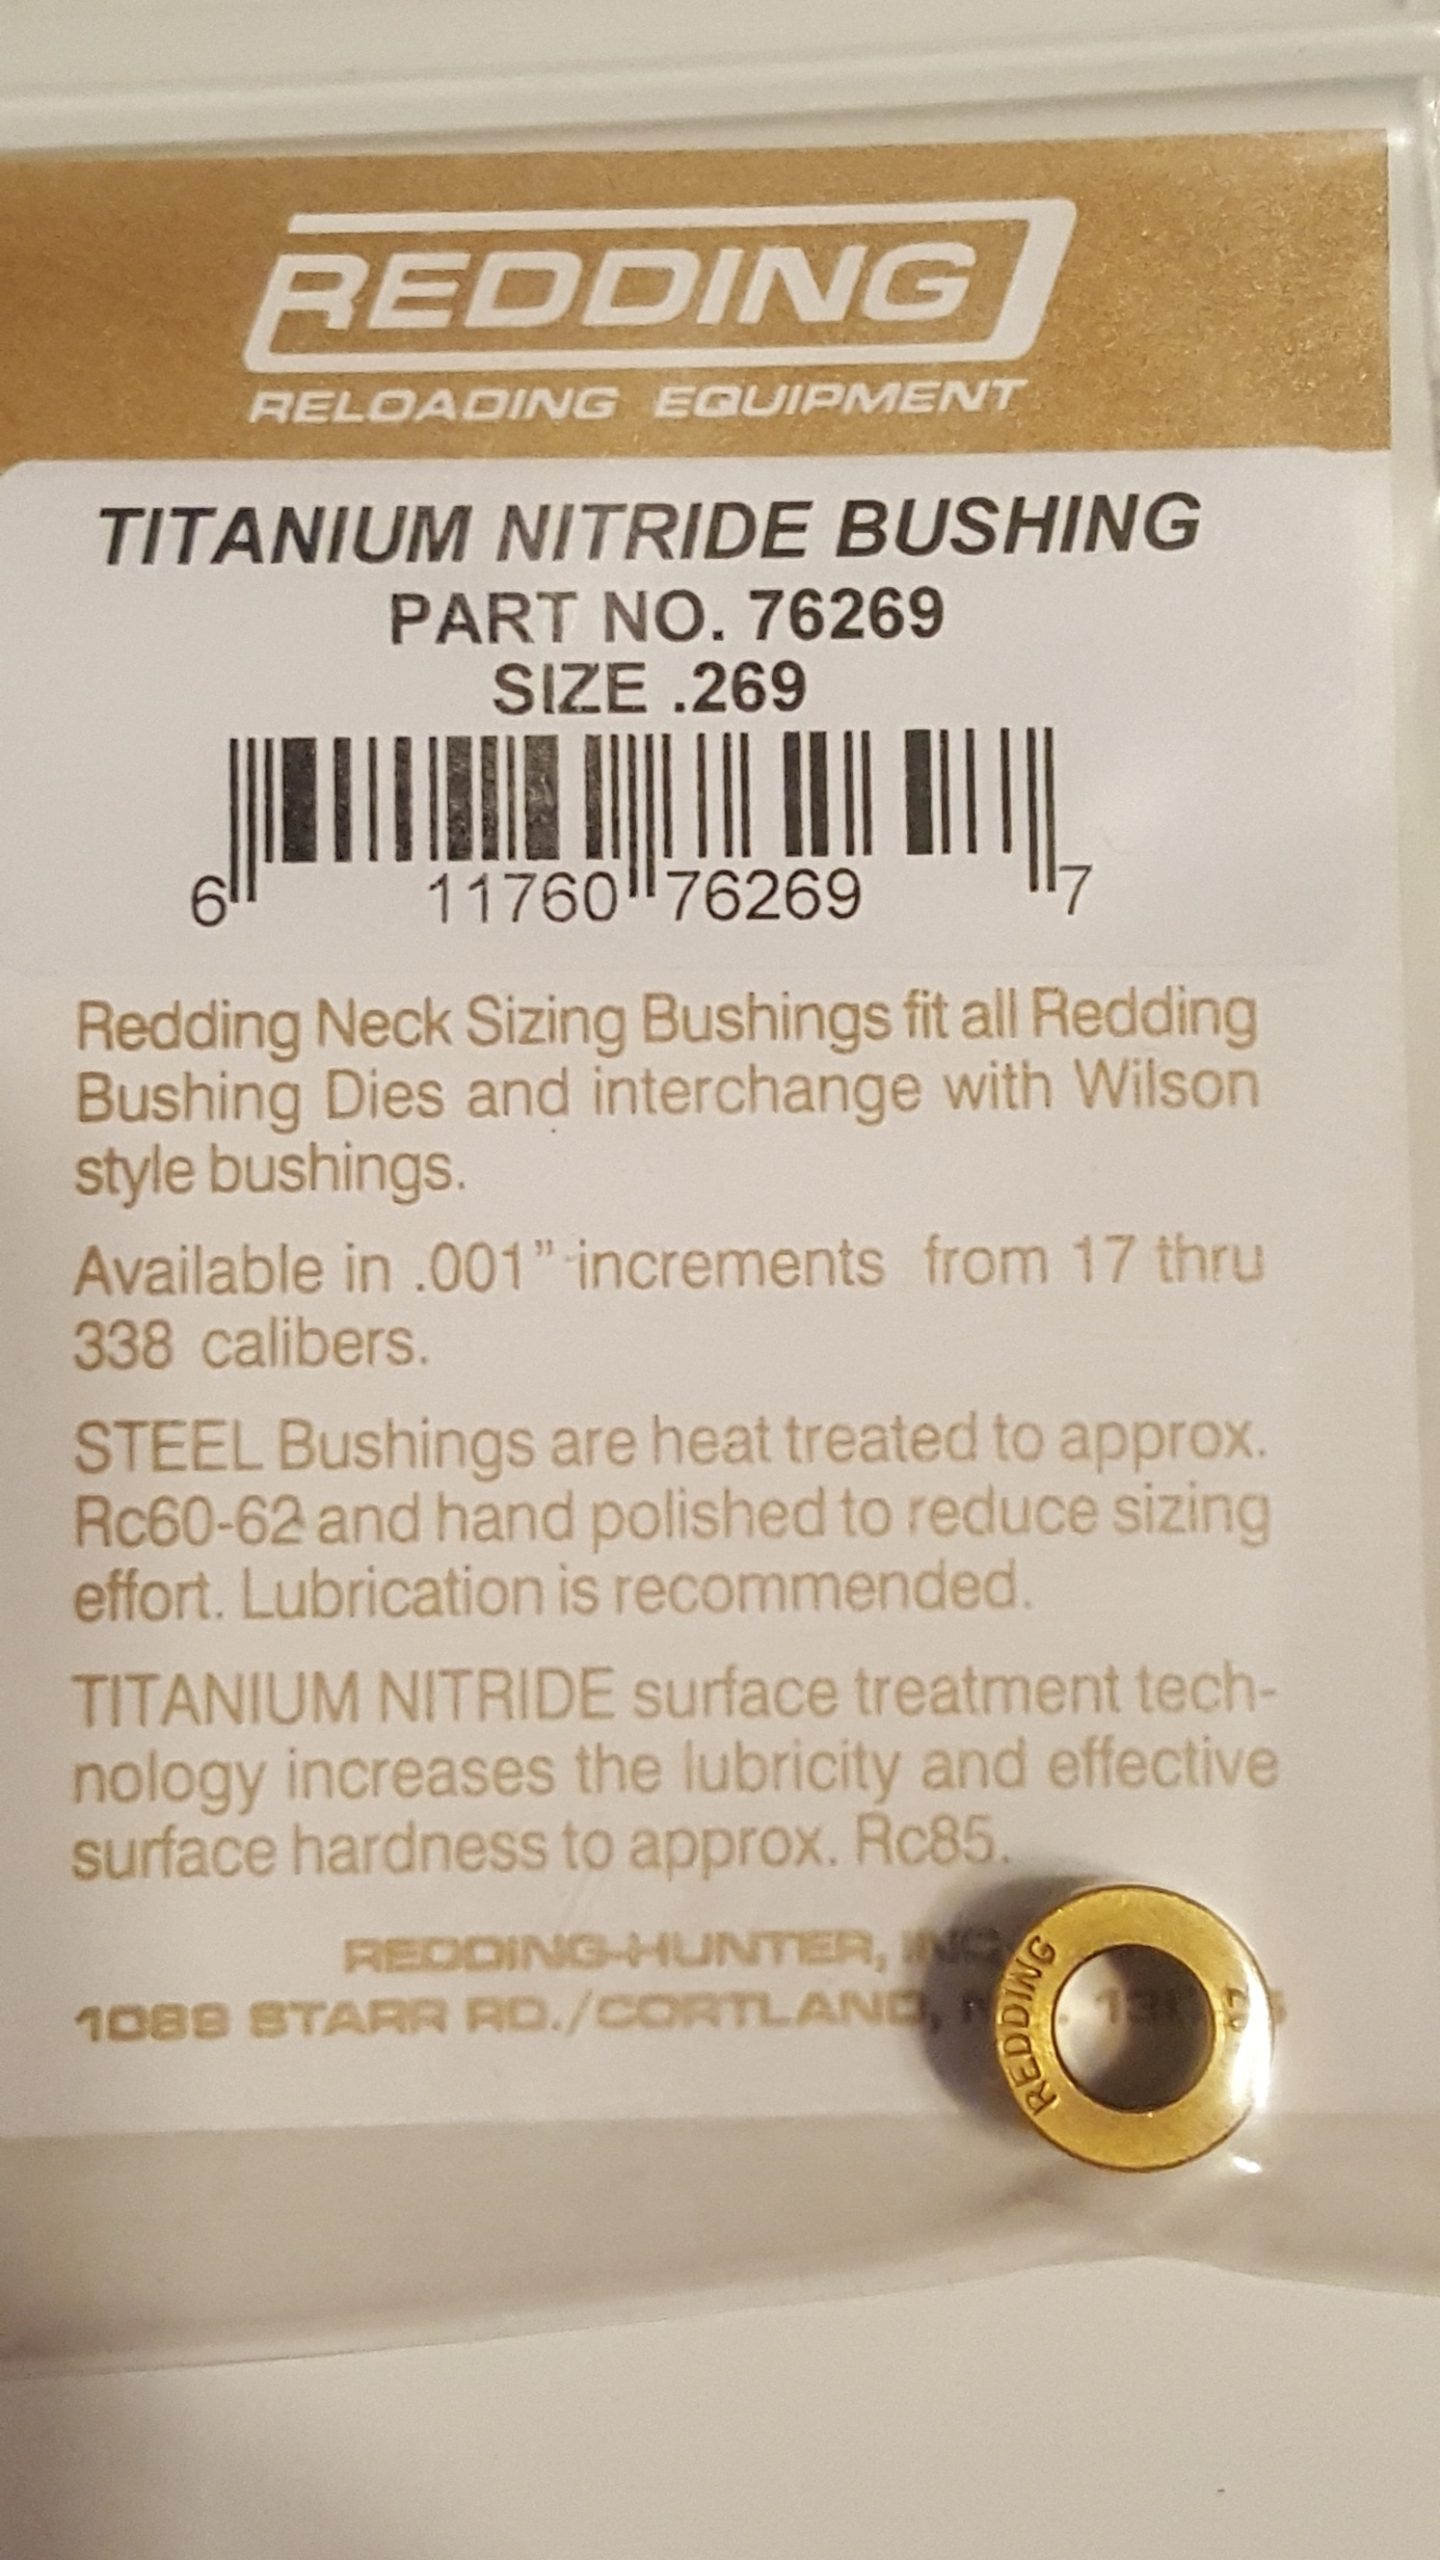 REDDING
RELOADING EQUIPMENT
TITANIUM NITRIDE BUSHING
PART NO. 76269
SIZE .269
6 11760 76269 7
Redding Neck Sizing Bushings fit all Redding
Bushing Dies and interchange with Wilson
style bushings.
Available in .001” increments from 17 thru
338 calibers.
STEEL Bushings are heat treated to approx.
Rc60-62 and hand polished to reduce sizing
effort. Lubrication is recommended.
TITANIUM NITRIDE surface treatment tech-
nology increases the lubricity and effective
surface hardness to approx. Rc85.
REDDING-HUNTER, INC.
1089 STARR RD./CORTLAND,
REDDING